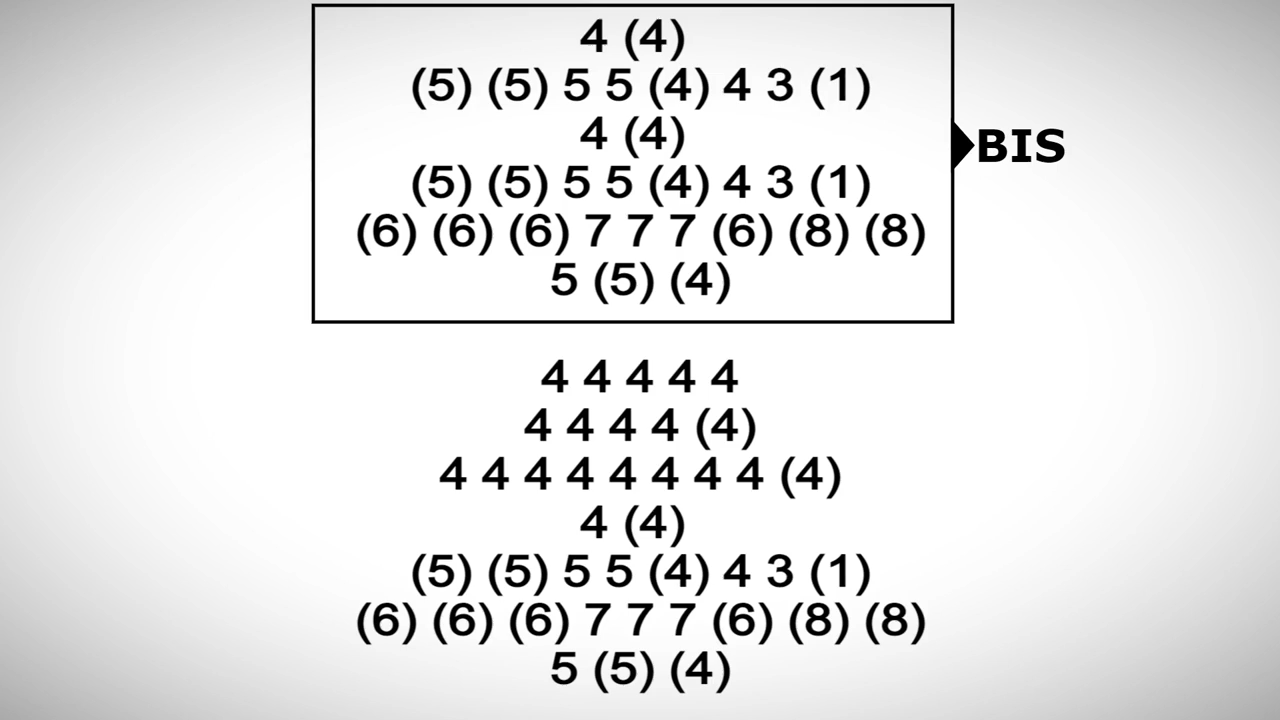 4 (4)
(5) (5) 5 5 (4) 4 3 (1)
4 (4)
BIS
(5) (5) 5 5 (4) 4 3 (1)
(6) (6) (6) 7 7 7 (6) (8) (8)
5 (5) (4)
4 4 4 4 4
4 4 4 4 (4)
4 4 4 4 4 4 4 4 (4)
4 (4)
(5) (5) 5 5 (4) 4 3 (1)
(6) (6) (6) 7 7 7 (6) (8) (8)
5 (5) (4)